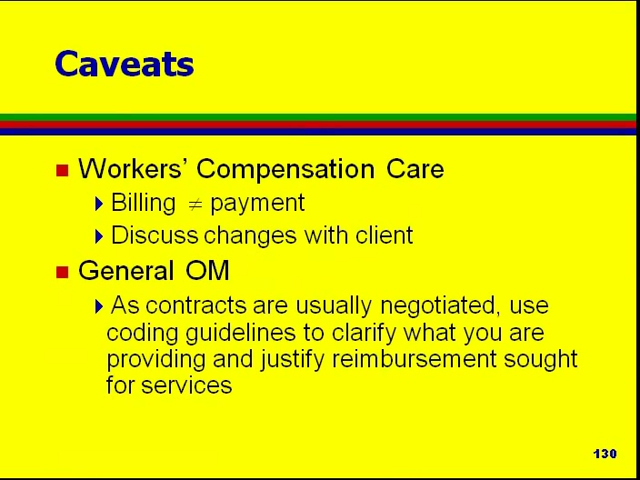 Caveats
Workers' Compensation Care
Billing ≠ payment
Discuss changes with client
General OM
As contracts are usually negotiated, use
coding guidelines to clarify what you are
providing and justify reimbursement sought
for services
130